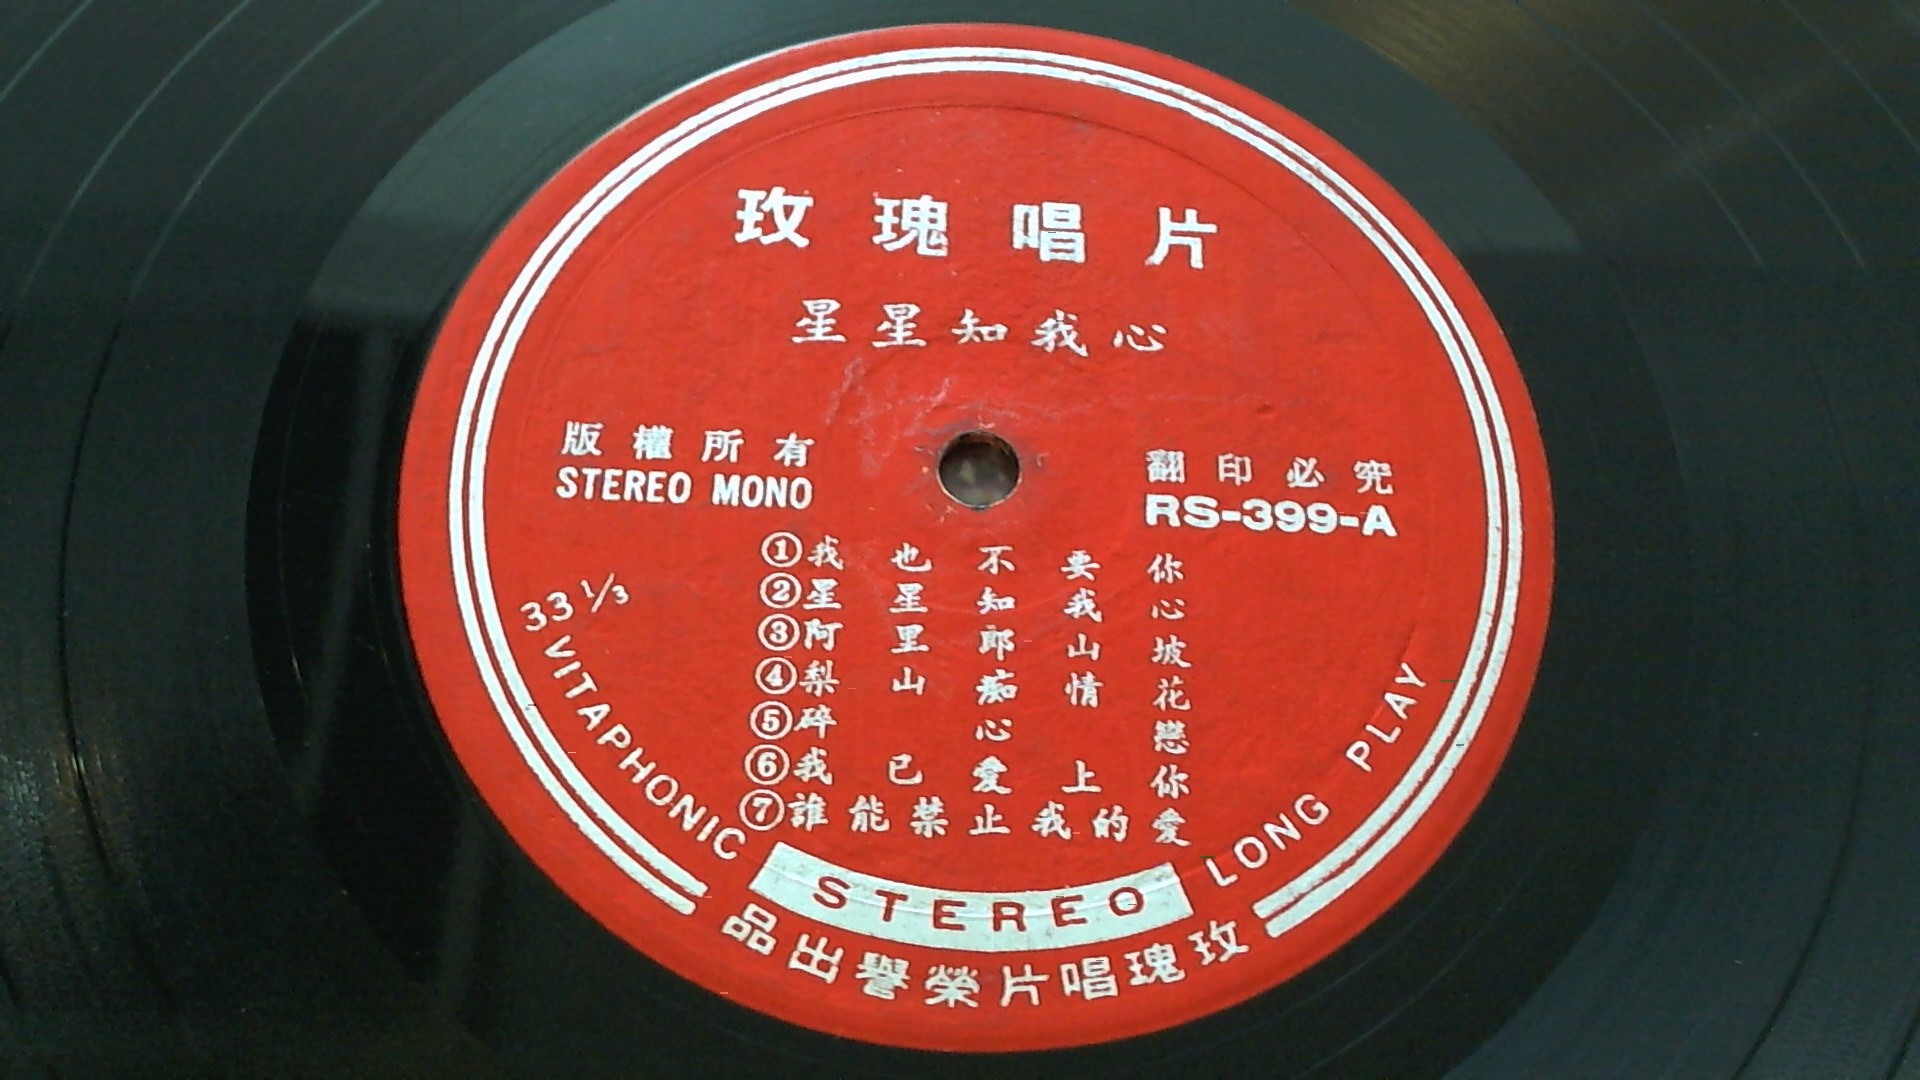 玫瑰唱片
星星知我心
版權所有
STEREO MONO
翻印必究
RS-399-A
①我也不要你
②星星知我心
③阿里郎山坡
④梨山痴情花
⑤碎心戀
⑥我已愛上你
⑦誰能禁止我的愛
33 1/3
VITAPHONIC
STEREO
LONG PLAY
玫瑰唱片榮譽出品